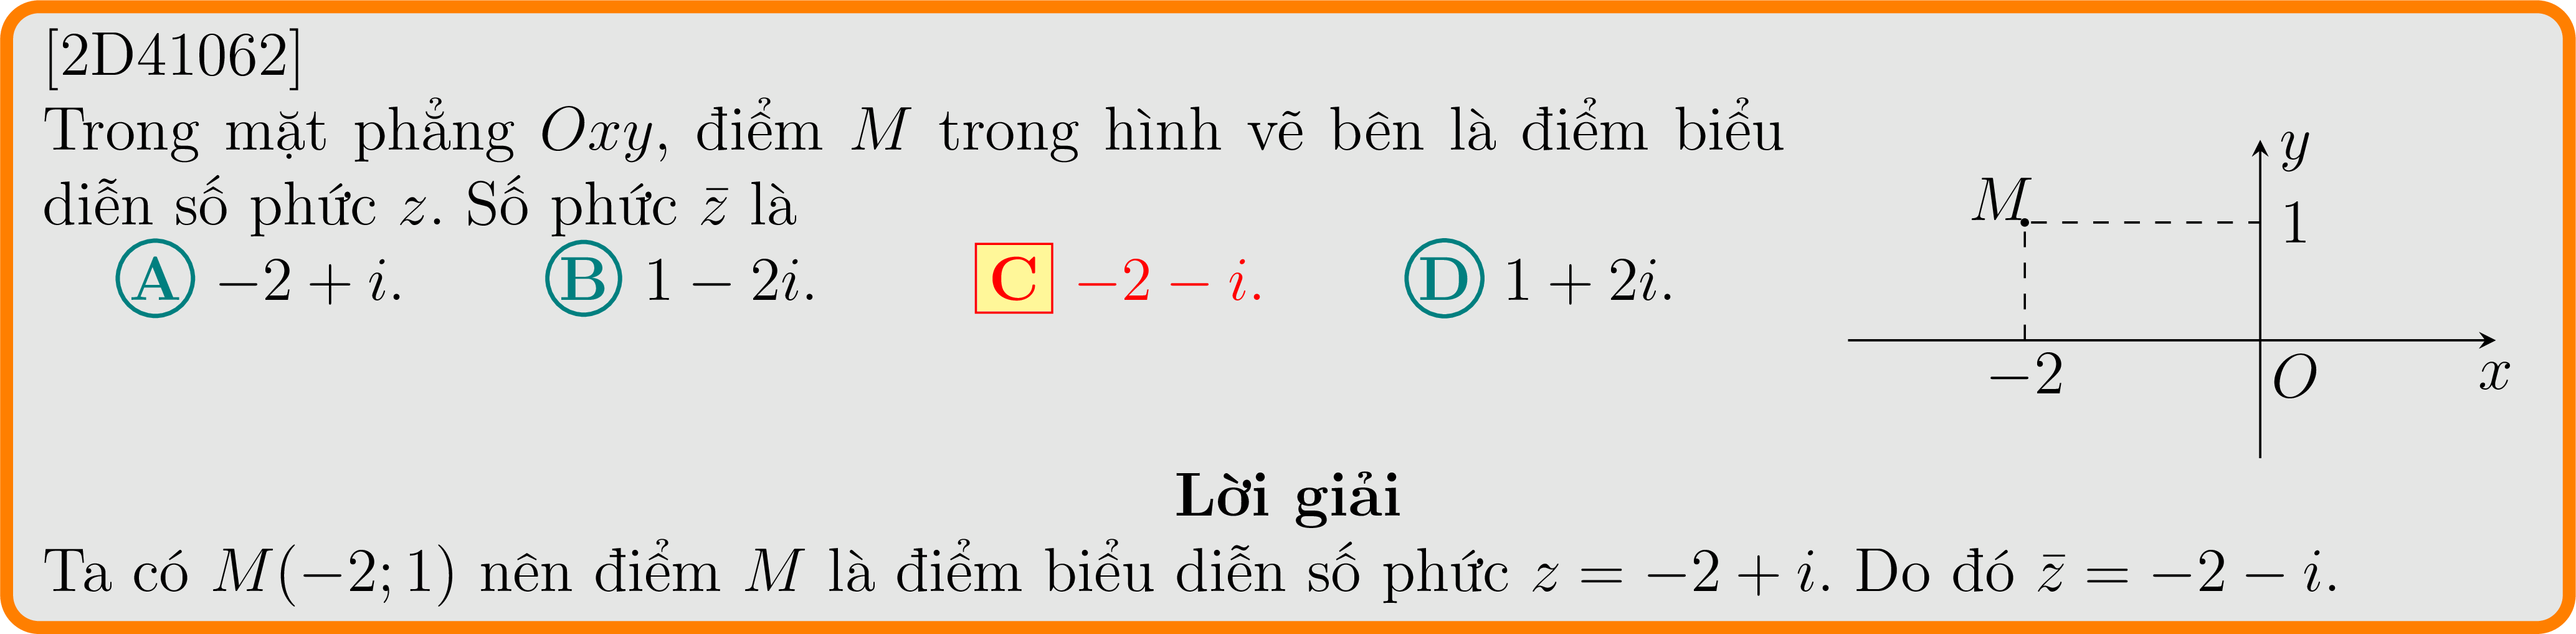 [2D41062]
Trong mặt phẳng Oxy, điểm M trong hình vẽ bên là điểm biểu
diễn số phức z. Số phức z̄ là
A −2 + i. B 1 − 2i. C −2 − i. D 1 + 2i.
y
M
1
−2
O
x
Lời giải
Ta có M(−2; 1) nên điểm M là điểm biểu diễn số phức z = −2 + i. Do đó z̄ = −2 − i.